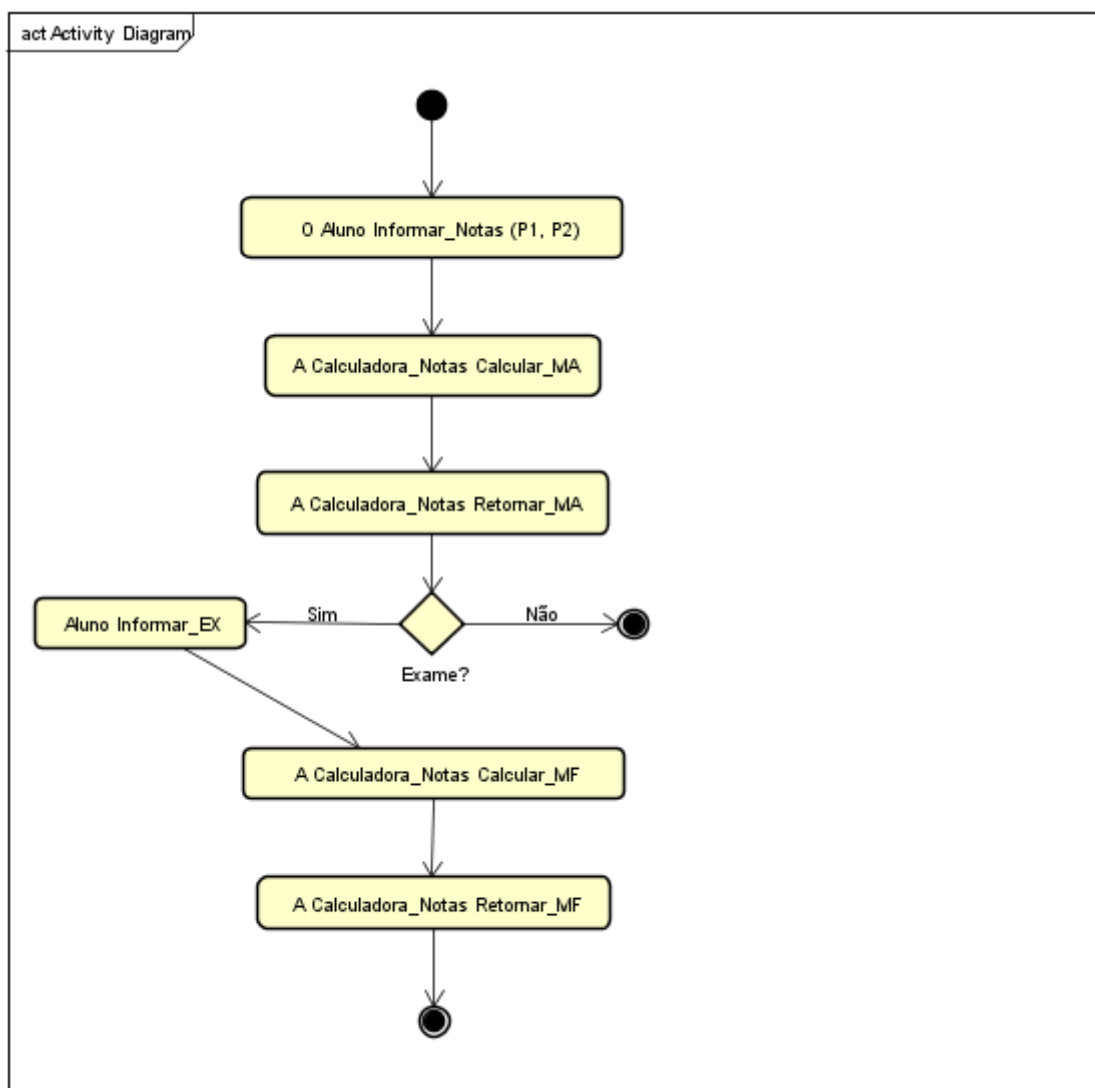 act Activity Diagram
O Aluno Informar_Notas (P1, P2)
A Calculadora_Notas Calcular_MA
A Calculadora_Notas Retornar_MA
Sim
Não
Aluno Informar_EX
Exame?
A Calculadora_Notas Calcular_MF
A Calculadora_Notas Retornar_MF